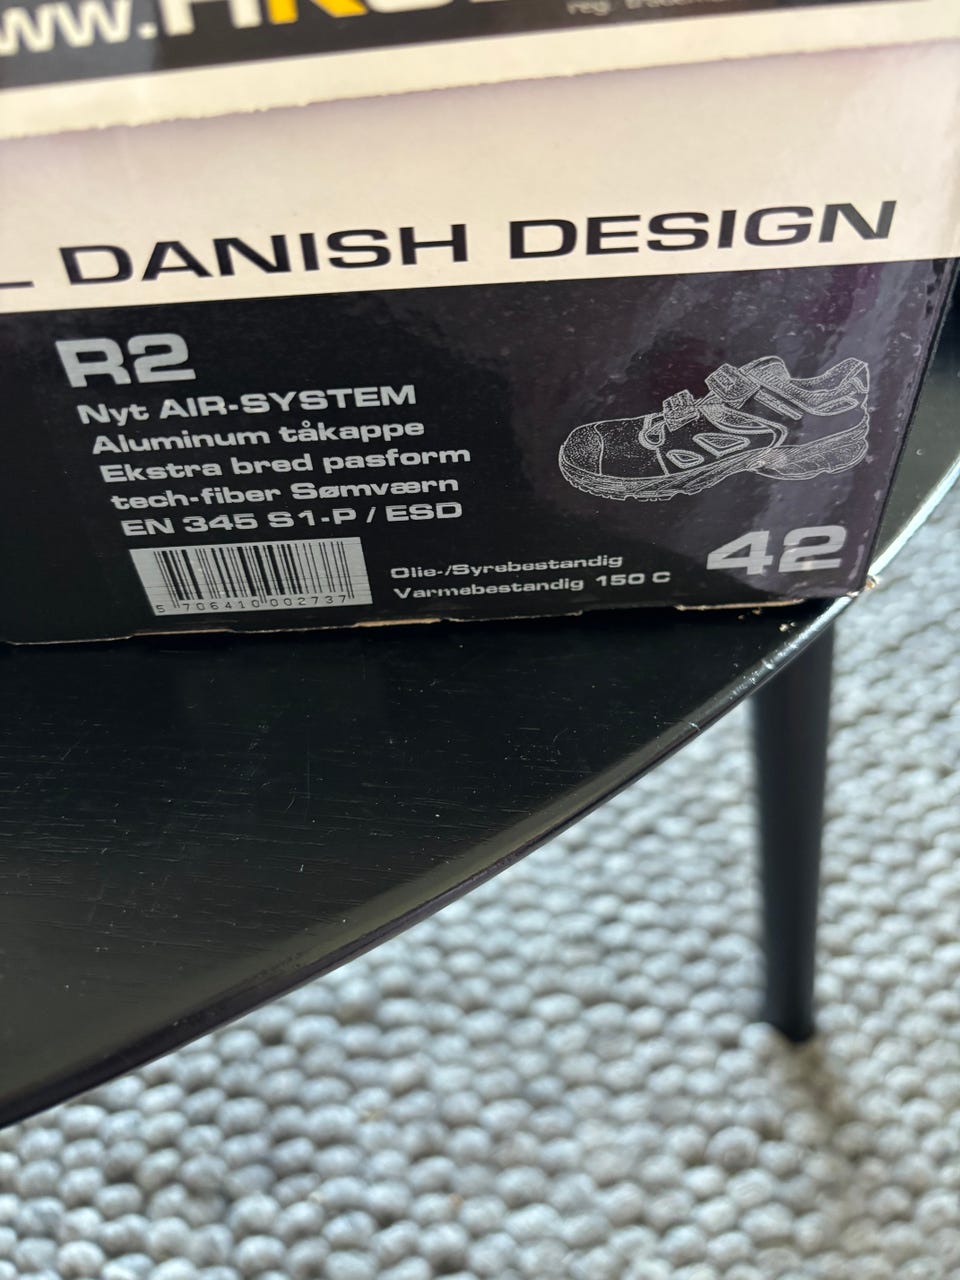 DANISH DESIGN
R2
Nyt AIR-SYSTEM
Aluminum tåkappe
Ekstra bred pasform
tech-fiber Sømværn
EN 345 S1-P / ESD
5 706410 002737
Olie-/Syrebestandig
Varmebestandig 150 C
42